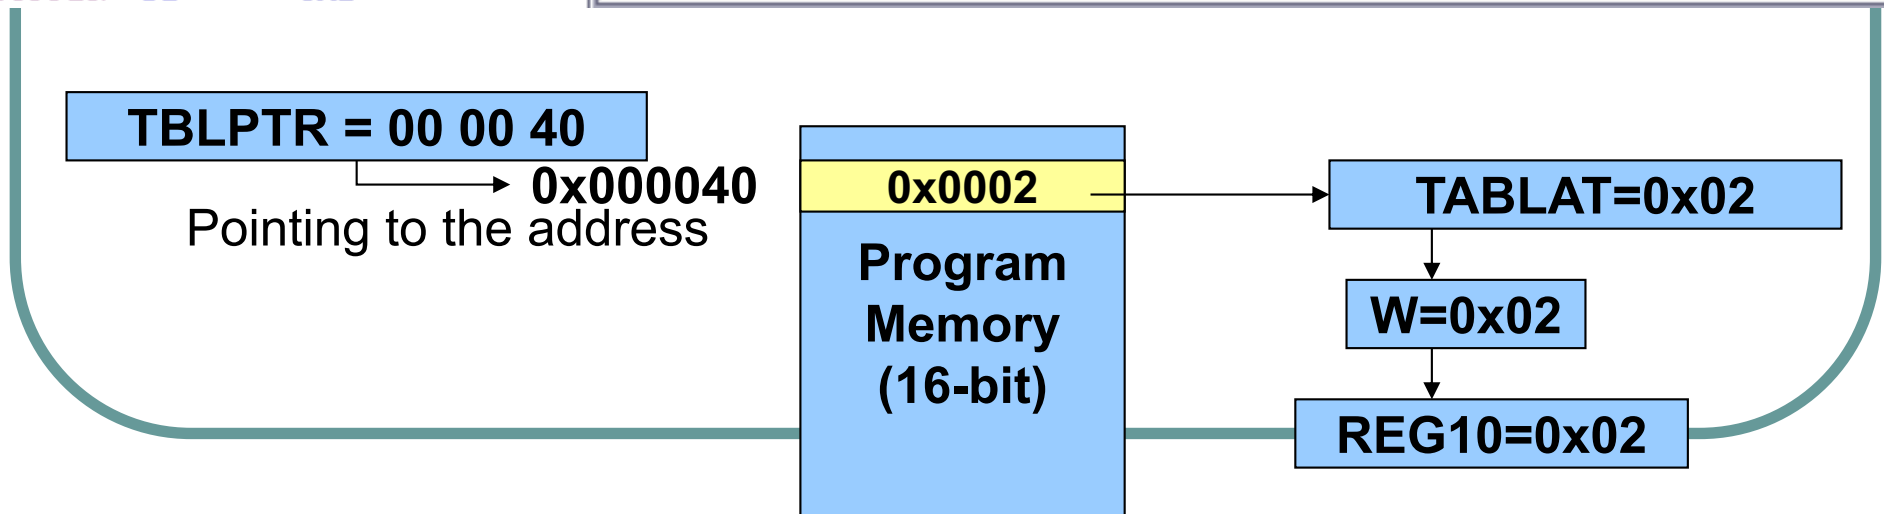 TBLPTR = 00 00 40
0x000040
Pointing to the address
0x0002
Program
Memory
(16-bit)
TABLAT=0x02
W=0x02
REG10=0x02